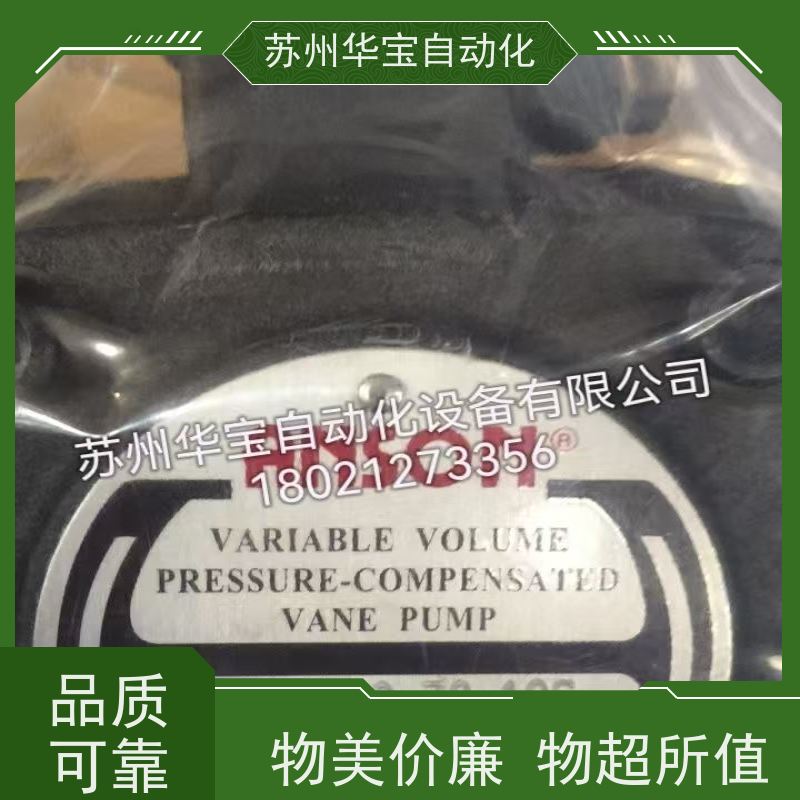 苏州华宝自动化
苏州华宝自动化设备有限公司
18021273356
ANSON®
VARIABLE VOLUME
PRESSURE-COMPENSATED
VANE PUMP
品质
可靠
物美价廉 物超所值